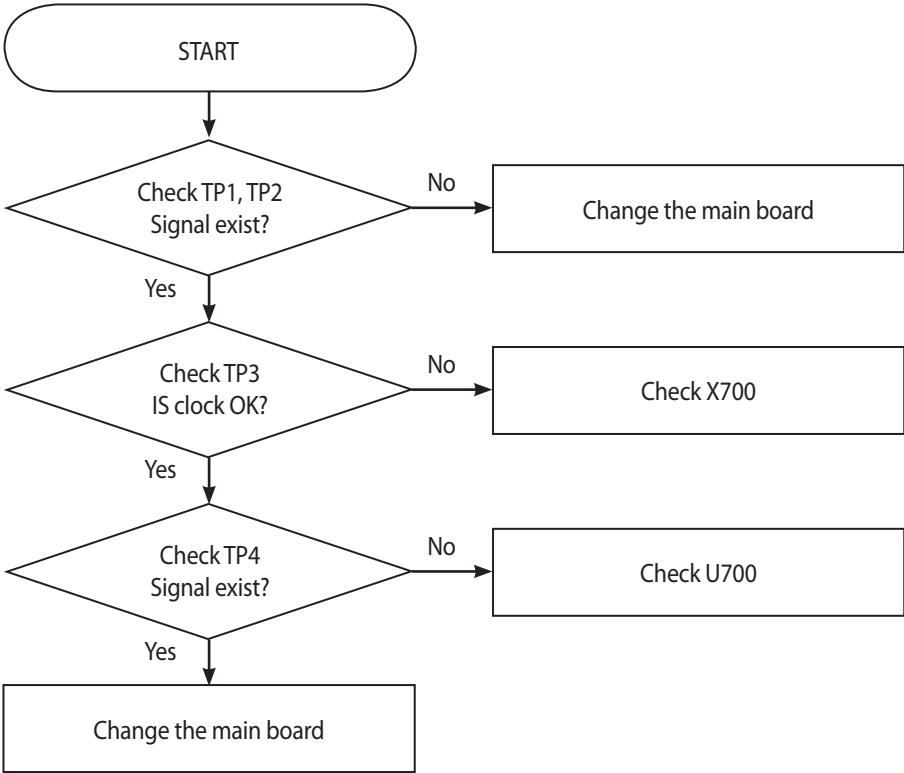 START
Check TP1, TP2
Signal exist?
No
Change the main board
Yes
Check TP3
IS clock OK?
No
Check X700
Yes
Check TP4
Signal exist?
No
Check U700
Yes
Change the main board